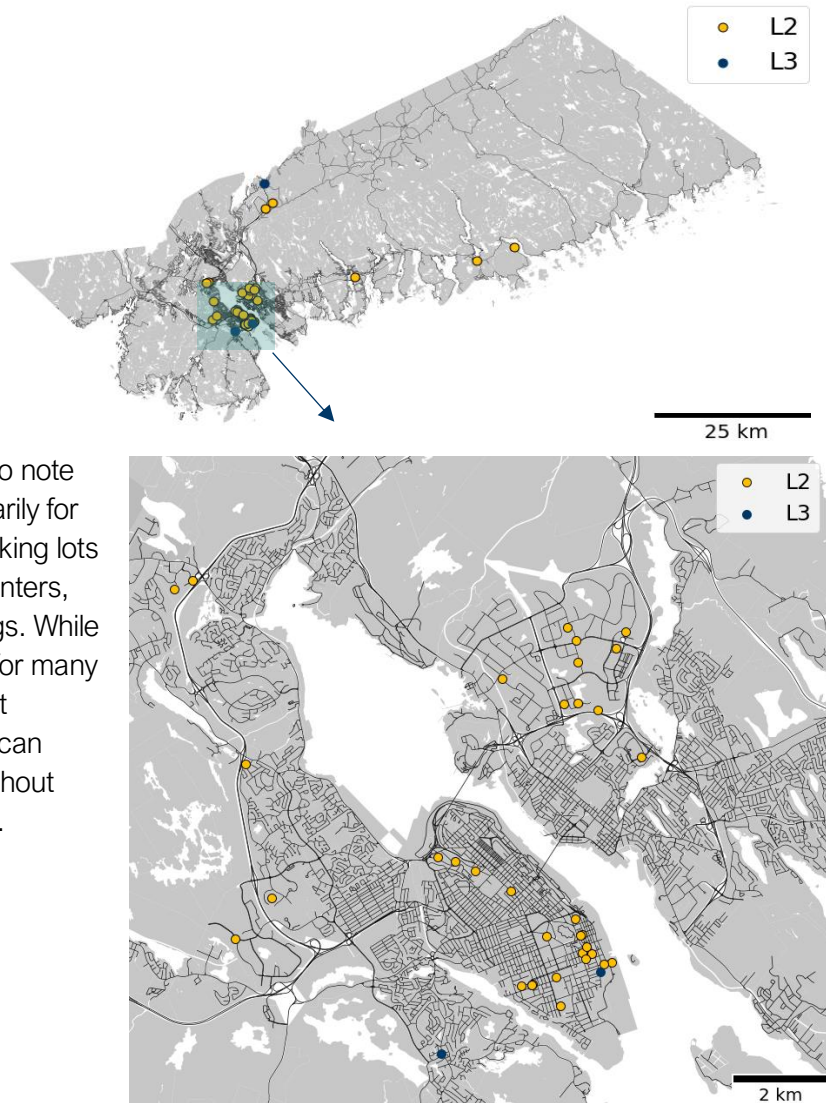 L2
L3
25 km
o note
arily for
king lots
nters,
gs. While
or many
t
can
hout
.
L2
L3
2 km